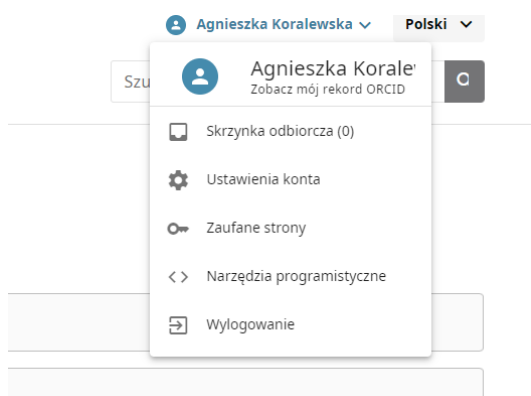 Agnieszka Koralewska
Polski
Szu
Agnieszka Korale
Zobacz mój rekord ORCID
Skrzynka odbiorcza (0)
Ustawienia konta
Zaufane strony
Narzędzia programistyczne
Wylogowanie